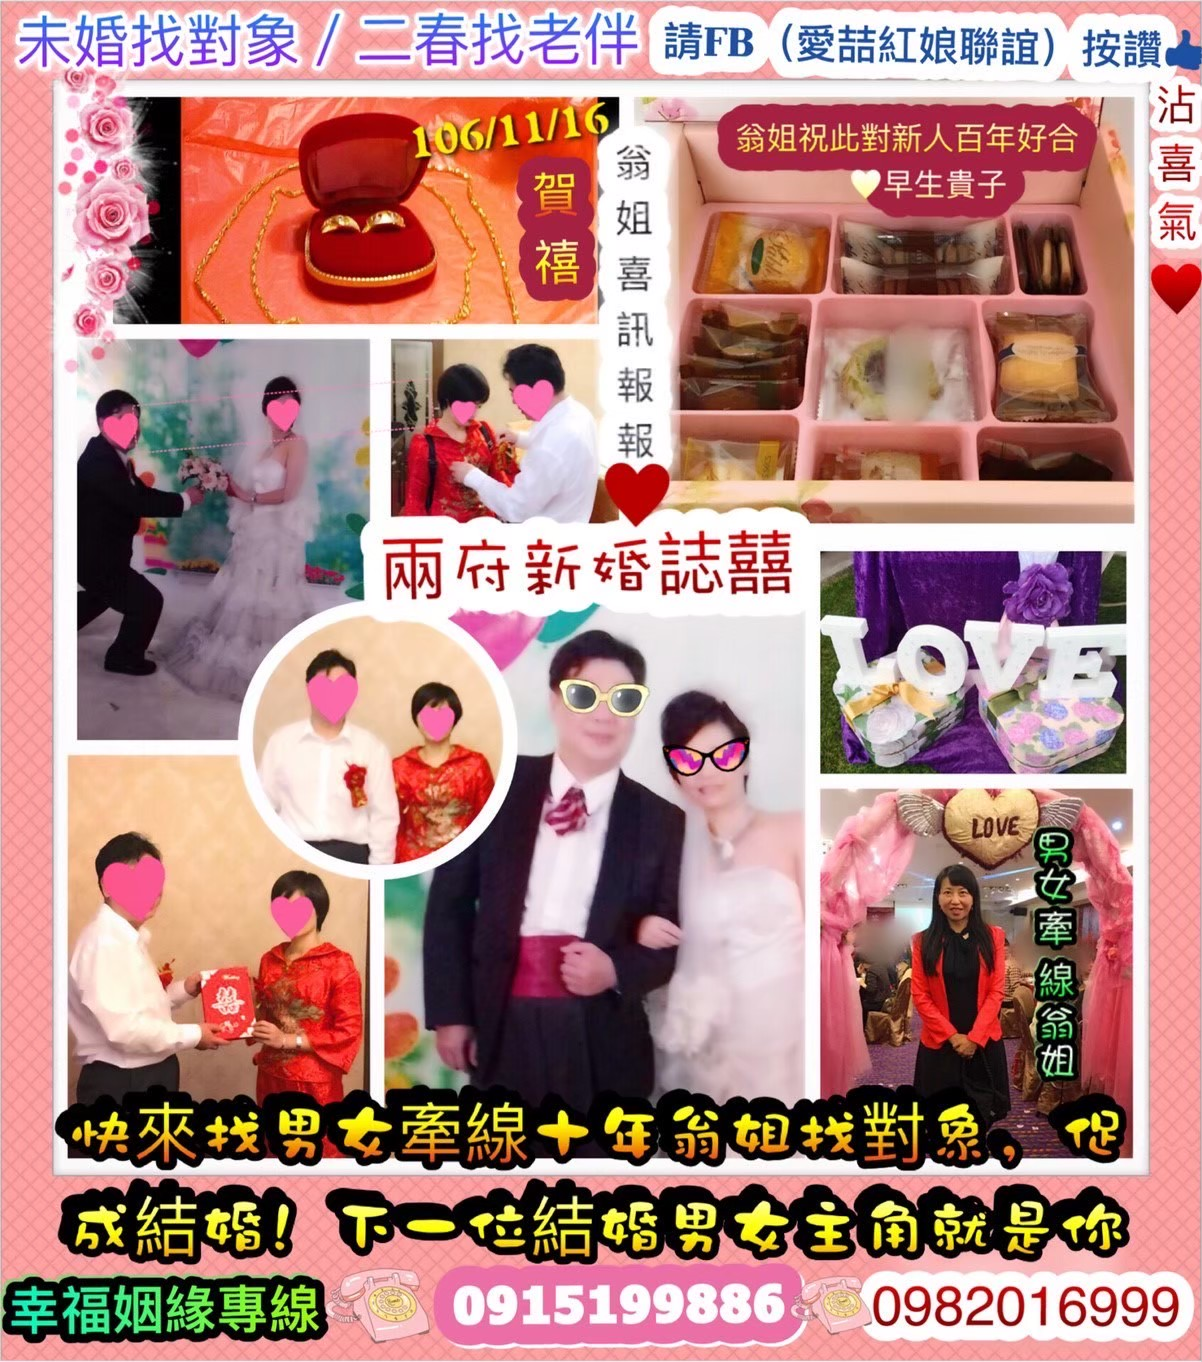 未婚找對象/二春找老伴 請FB（愛喆紅娘聯誼）按讚
沾喜氣
106/11/16
賀禧
翁姐喜訊報報
翁姐祝此對新人百年好合
早生貴子
兩府新婚誌囍
LOVE
LOVE
男女牽線翁姐
囍
快來找男女牽線十年翁姐找對象，促
成結婚！下一位結婚男女主角就是你
幸福姻緣專線 0915199886 0982016999